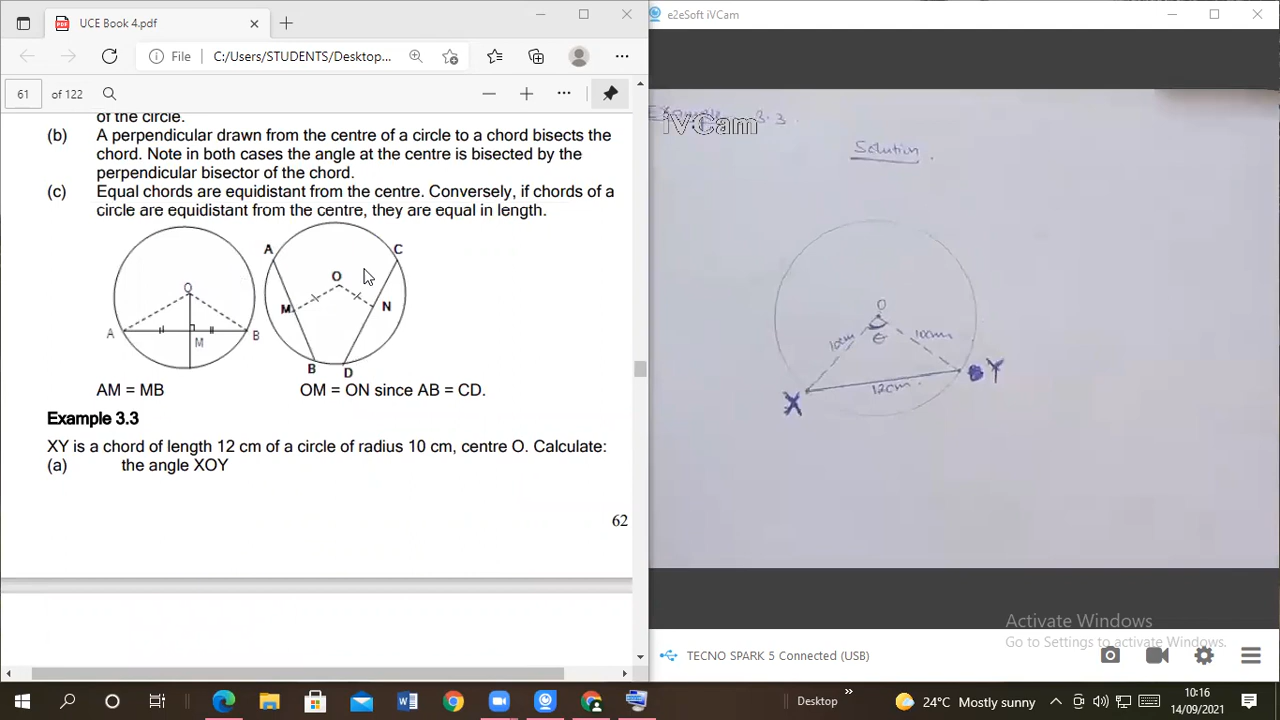 UCE Book 4.pdf
e2eSoft iVCam
File
C:/Users/STUDENTS/Desktop...
61
of 122
of the circle.
(b) A perpendicular drawn from the centre of a circle to a chord bisects the
chord. Note in both cases the angle at the centre is bisected by the
perpendicular bisector of the chord.
(c) Equal chords are equidistant from the centre. Conversely, if chords of a
circle are equidistant from the centre, they are equal in length.
O
A
B
M
A
C
O
M
N
B
D
AM = MB
OM = ON since AB = CD.
Example 3.3
XY is a chord of length 12 cm of a circle of radius 10 cm, centre O. Calculate:
(a) the angle XOY
62
Example 3.3.
iVCam
Solution.
O
10cm
θ
10cm
12cm.
X
Y
Activate Windows
Go to Settings to activate Windows.
TECNO SPARK 5 Connected (USB)
Desktop
24°C Mostly sunny
10:16
14/09/2021